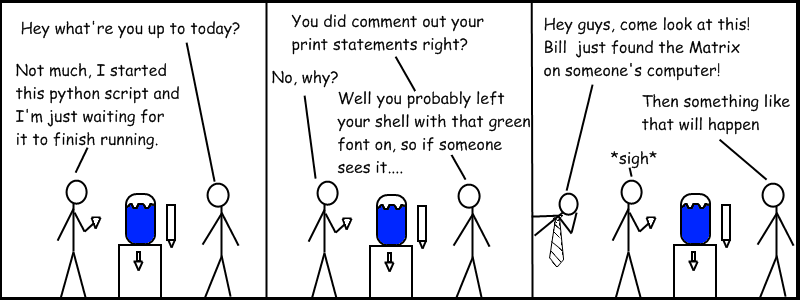 Hey what're you up to today?
Not much, I started
this python script and
I'm just waiting for
it to finish running.
You did comment out your
print statements right?
No, why?
Well you probably left
your shell with that green
font on, so if someone
sees it....
Hey guys, come look at this!
Bill just found the Matrix
on someone's computer!
Then something like
that will happen
*sigh*